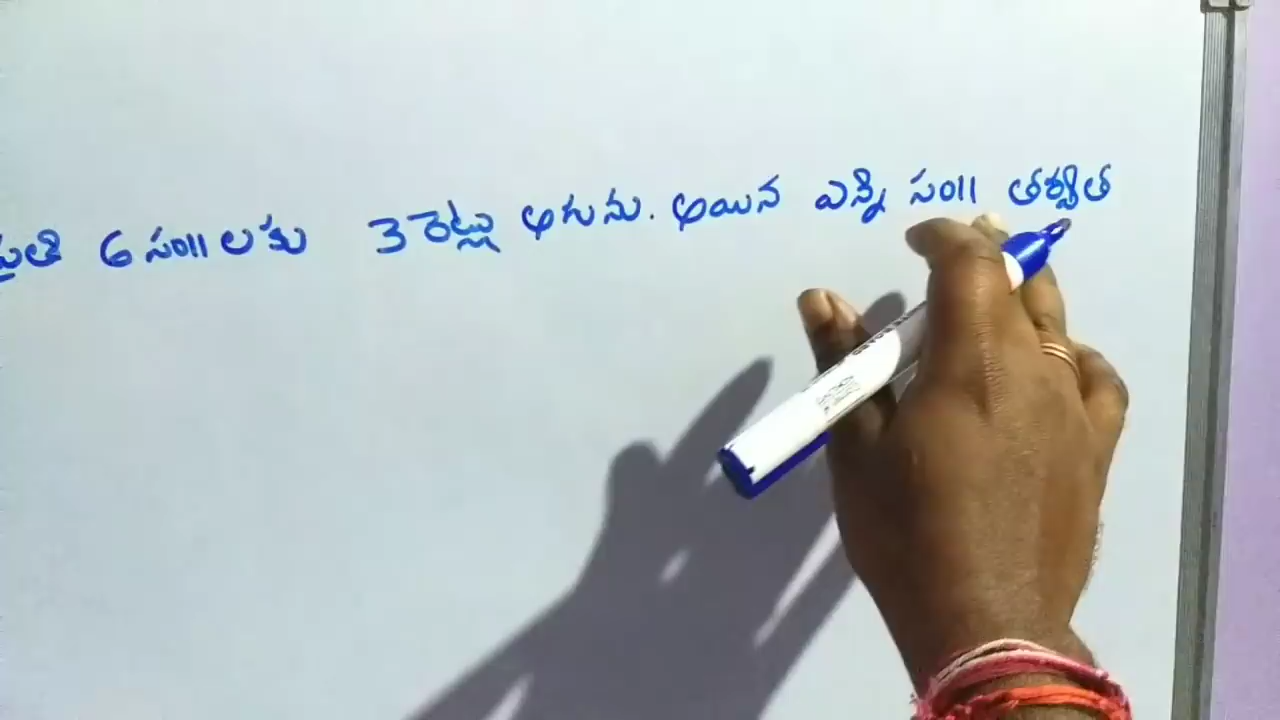 ప్రతి 6 సం॥ లకు 3 రెట్లు అగును. అయిన ఎన్ని సం॥ తర్వాత